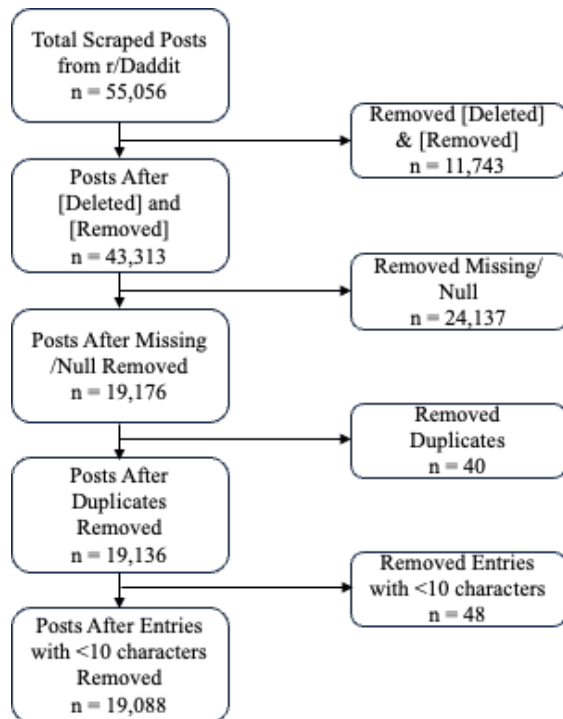 Total Scraped Posts
from r/Daddit
n = 55,056
Removed [Deleted]
& [Removed]
n = 11,743
Posts After
[Deleted] and
[Removed]
n = 43,313
Removed Missing/
Null
n = 24,137
Posts After Missing
/Null Removed
n = 19,176
Removed
Duplicates
n = 40
Posts After
Duplicates
Removed
n = 19,136
Removed Entries
with <10 characters
n = 48
Posts After Entries
with <10 characters
Removed
n = 19,088